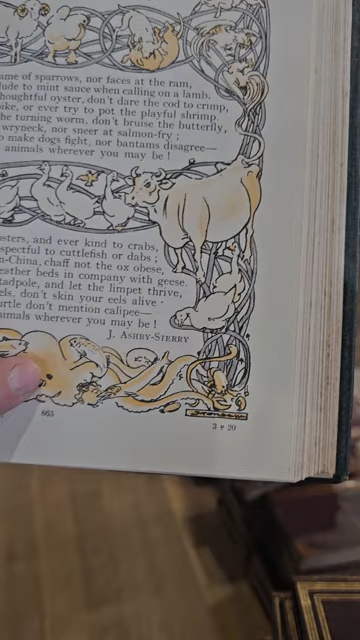 ame of sparrows, nor faces at the ram,
lude to mint sauce when calling on a lamb.
houghtful oyster, don't dare the cod to crimp,
ike, or ever try to pot the playful shrimp.
he turning worm, don't bruise the butterfly,
wryneck, nor sneer at salmon-fry;
o make dogs fight, nor bantams disagree—
animals wherever you may be!
bsters, and ever kind to crabs,
spectful to cuttlefish or dabs;
n-China, chaff not the ox obese,
eather beds in company with geese.
tadpole, and let the limpet thrive,
els, don't skin your eels alive.
urtle don't mention calipee—
nimals wherever you may be!
J. ASHBY-STERRY
865
3 P 20